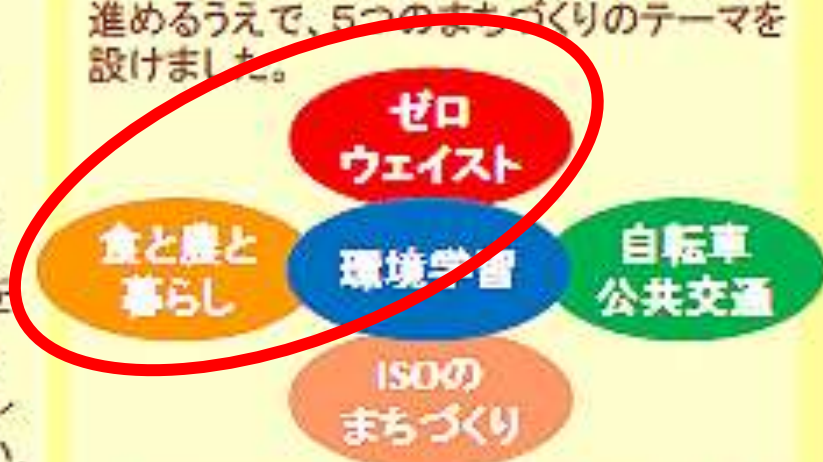 進めるうえで、5つのまちづくりのテーマを
設けました。
ゼロ
ウェイスト
食と農と
暮らし
環境学習
自転車
公共交通
ISOの
まちづくり